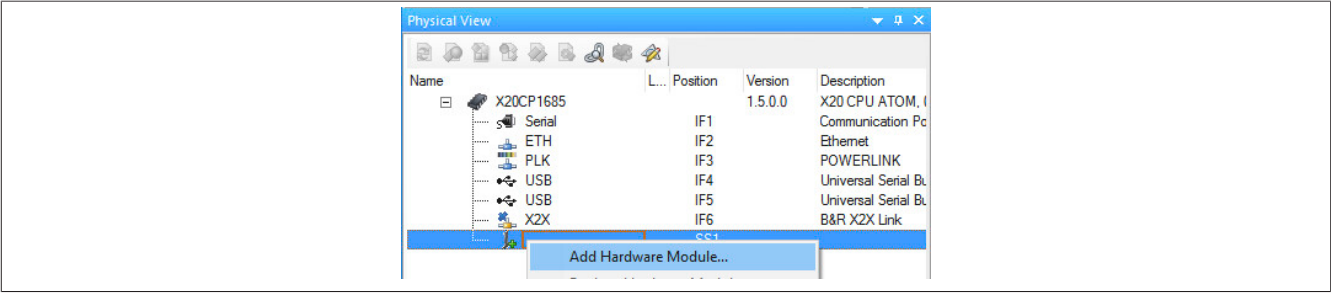 Physical View
Name L... Position Version Description
X20CP1685 1.5.0.0 X20 CPU ATOM,
Serial IF1 Communication Po
ETH IF2 Ethernet
PLK IF3 POWERLINK
USB IF4 Universal Serial Bu
USB IF5 Universal Serial Bu
X2X IF6 B&R X2X Link
SS1
Add Hardware Module...